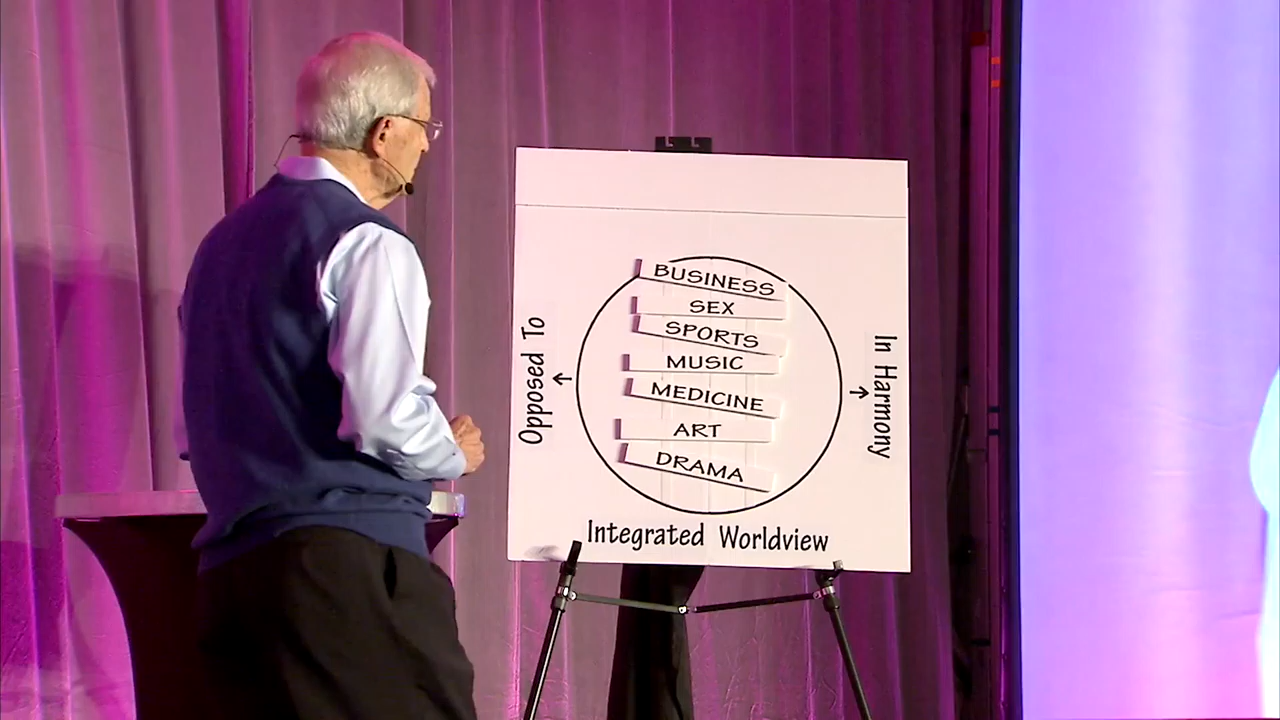 BUSINESS
SEX
SPORTS
MUSIC
MEDICINE
ART
DRAMA
Opposed To
In Harmony
Integrated Worldview